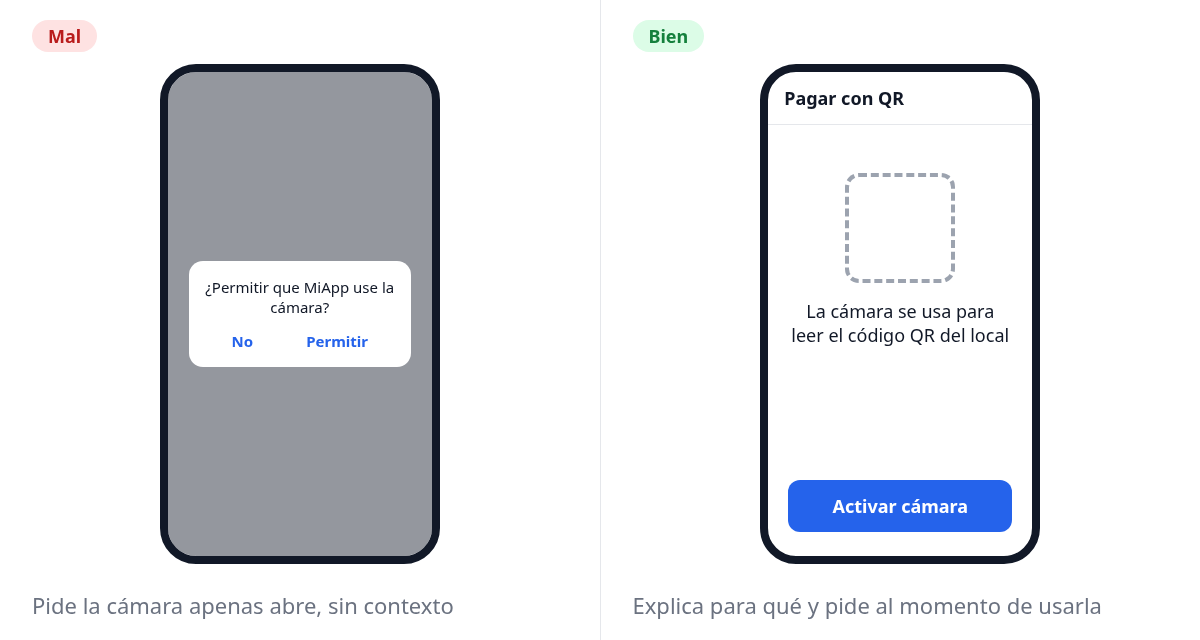 Mal
¿Permitir que MiApp use la
cámara?
No Permitir
Pide la cámara apenas abre, sin contexto
Bien
Pagar con QR
La cámara se usa para
leer el código QR del local
Activar cámara
Explica para qué y pide al momento de usarla